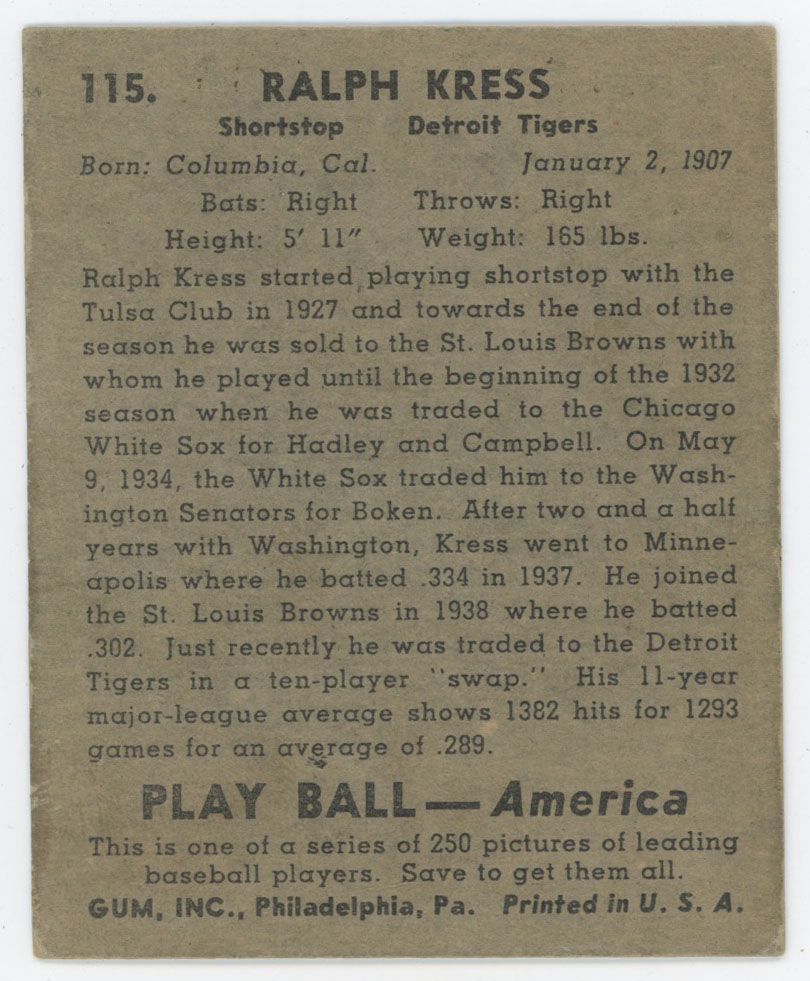 115. RALPH KRESS
Shortstop Detroit Tigers
Born: Columbia, Cal. January 2, 1907
Bats: Right Throws: Right
Height: 5′ 11″ Weight: 165 lbs.
Ralph Kress started playing shortstop with the
Tulsa Club in 1927 and towards the end of the
season he was sold to the St. Louis Browns with
whom he played until the beginning of the 1932
season when he was traded to the Chicago
White Sox for Hadley and Campbell. On May
9, 1934, the White Sox traded him to the Wash-
ington Senators for Boken. After two and a half
years with Washington, Kress went to Minne-
apolis where he batted .334 in 1937. He joined
the St. Louis Browns in 1938 where he batted
.302. Just recently he was traded to the Detroit
Tigers in a ten-player "swap." His 11-year
major-league average shows 1382 hits for 1293
games for an average of .289.
PLAY BALL—America
This is one of a series of 250 pictures of leading
baseball players. Save to get them all.
GUM, INC., Philadelphia, Pa. Printed in U. S. A.